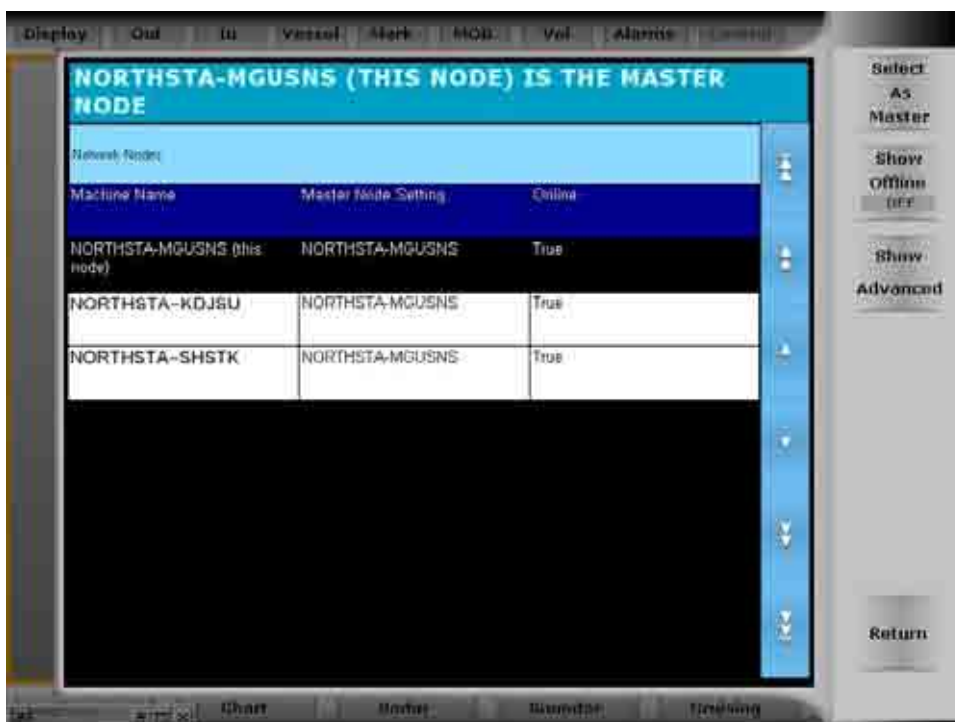 Display Out In Vessel Mark MOB Vol Alarms
NORTHSTA-MGUSNS (THIS NODE) IS THE MASTER
NODE
Network Nodes
Machine Name Master Node Setting Online
NORTHSTA-MGUSNS (this
node) NORTHSTA-MGUSNS True
NORTHSTA-KDJSU NORTHSTA-MGUSNS True
NORTHSTA-SHSTK NORTHSTA-MGUSNS True
Select
As
Master
Show
Offline
OFF
Show
Advanced
Return
Chart Radar Sounder